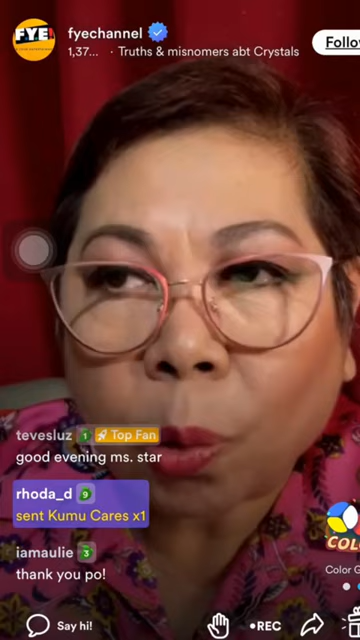 FYE!
fyechannel
1,37... · Truths & misnomers abt Crystals
Follo
tevesluz 1 Top Fan
good evening ms. star
rhoda_d 9
sent Kumu Cares x1
iamaulie 3
thank you po!
COLO
Color G
Say hi!
•REC